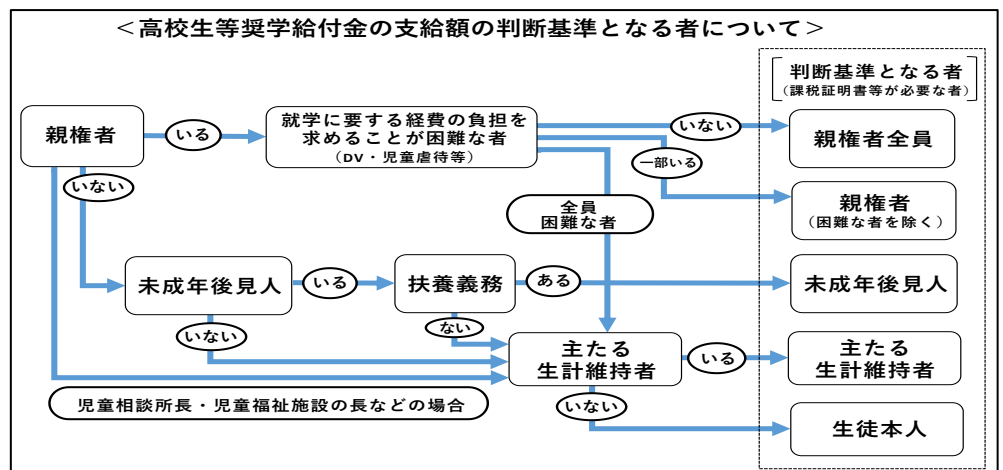 ＜高校生等奨学給付金の支給額の判断基準となる者について＞
判断基準となる者
（課税証明書等が必要な者）
親権者
いる
就学に要する経費の負担を
求めることが困難な者
（DV・児童虐待等）
いない
親権者全員
一部いる
親権者
（困難な者を除く）
いない
全員
困難な者
未成年後見人
いる
扶養義務
ある
未成年後見人
いない
ない
主たる
生計維持者
いる
主たる
生計維持者
児童相談所長・児童福祉施設の長などの場合
いない
生徒本人